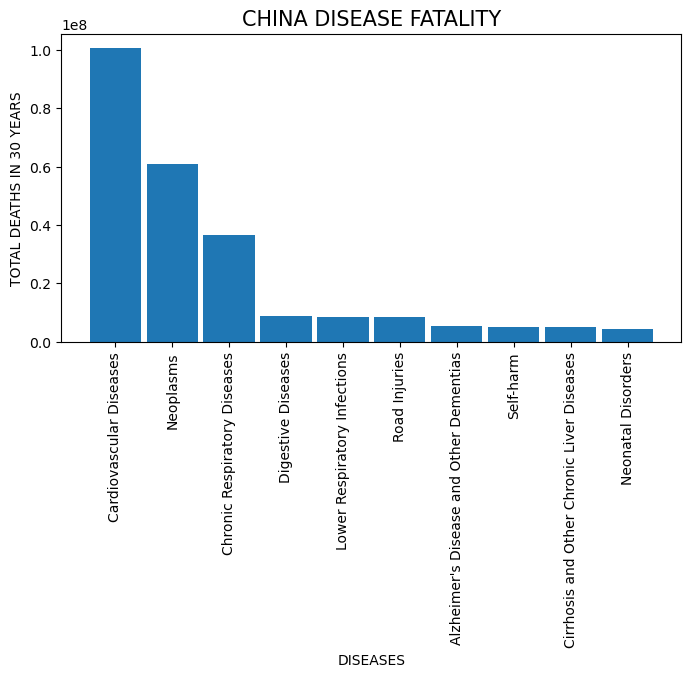 CHINA DISEASE FATALITY
1e8
1.0
0.8
0.6
0.4
0.2
0.0
TOTAL DEATHS IN 30 YEARS
Cardiovascular Diseases
Neoplasms
Chronic Respiratory Diseases
Digestive Diseases
Lower Respiratory Infections
Road Injuries
Alzheimer's Disease and Other Dementias
Self-harm
Cirrhosis and Other Chronic Liver Diseases
Neonatal Disorders
DISEASES